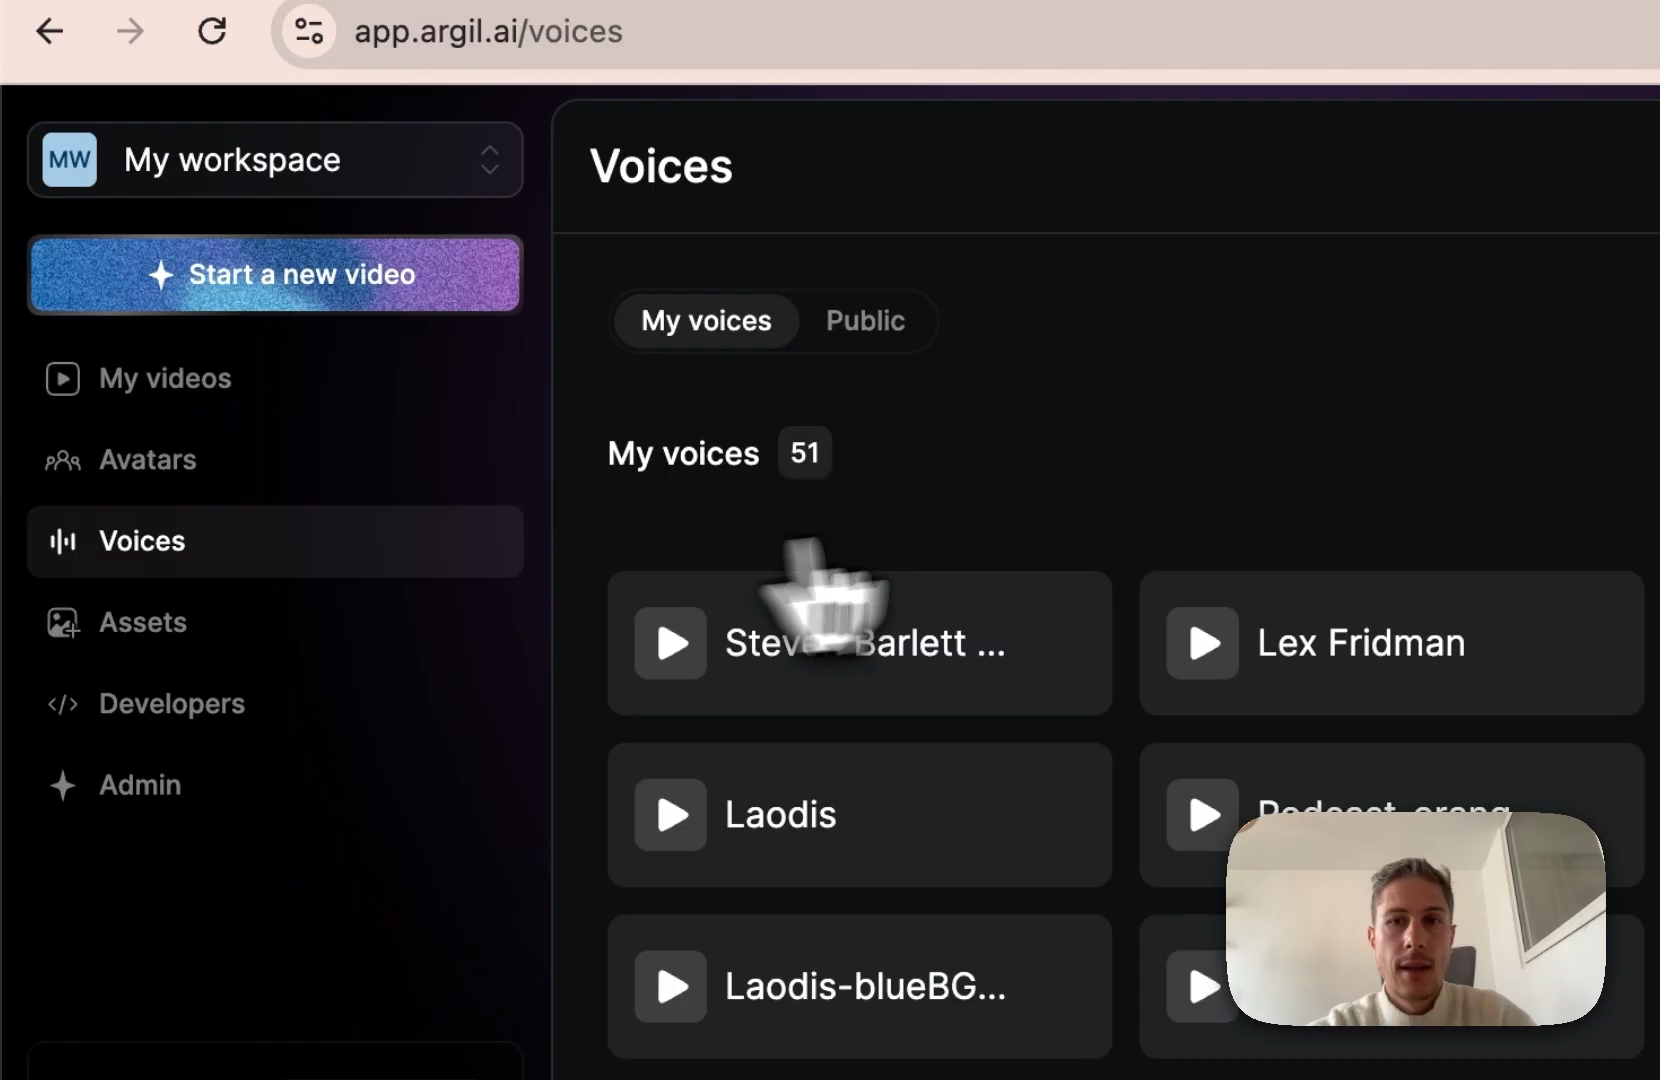 app.argil.ai/voices
MW My workspace
Start a new video
My videos
Avatars
Voices
Assets
Developers
Admin
Voices
My voices Public
My voices 51
Barlett ...
Lex Fridman
Laodis
Laodis-blueBG...